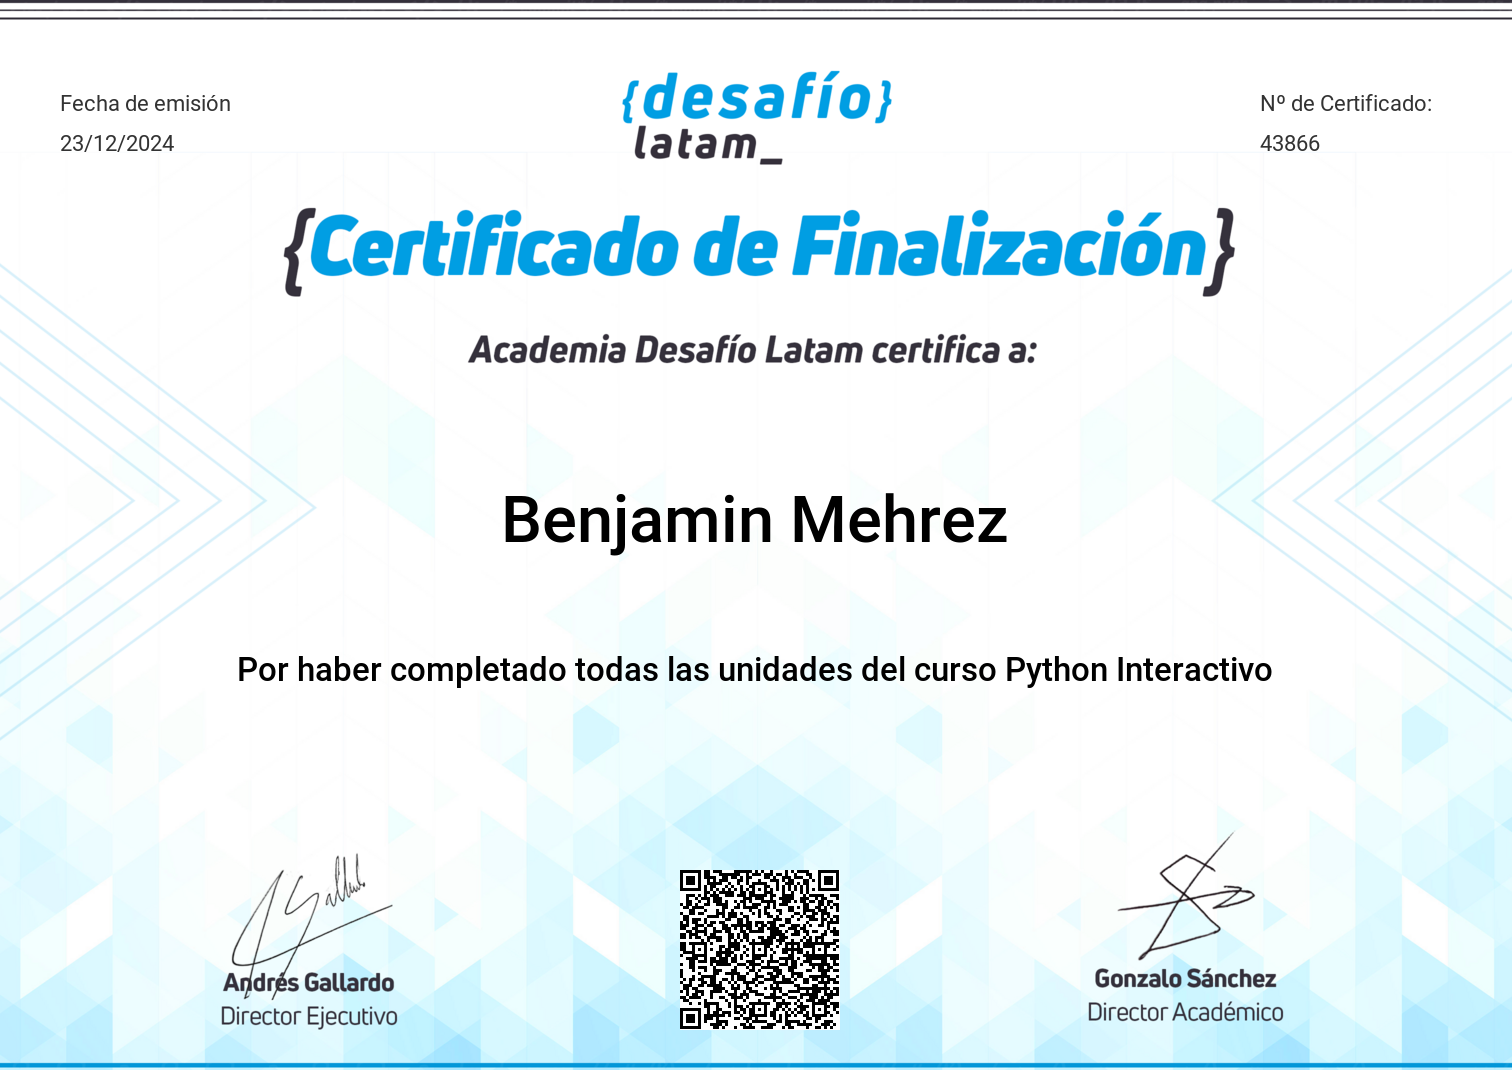 Fecha de emisión
23/12/2024
{desafío}
latam_
Nº de Certificado:
43866
{Certificado de Finalización}
Academia Desafío Latam certifica a:
Benjamin Mehrez
Por haber completado todas las unidades del curso Python Interactivo
Andrés Gallardo
Director Ejecutivo
Gonzalo Sánchez
Director Académico